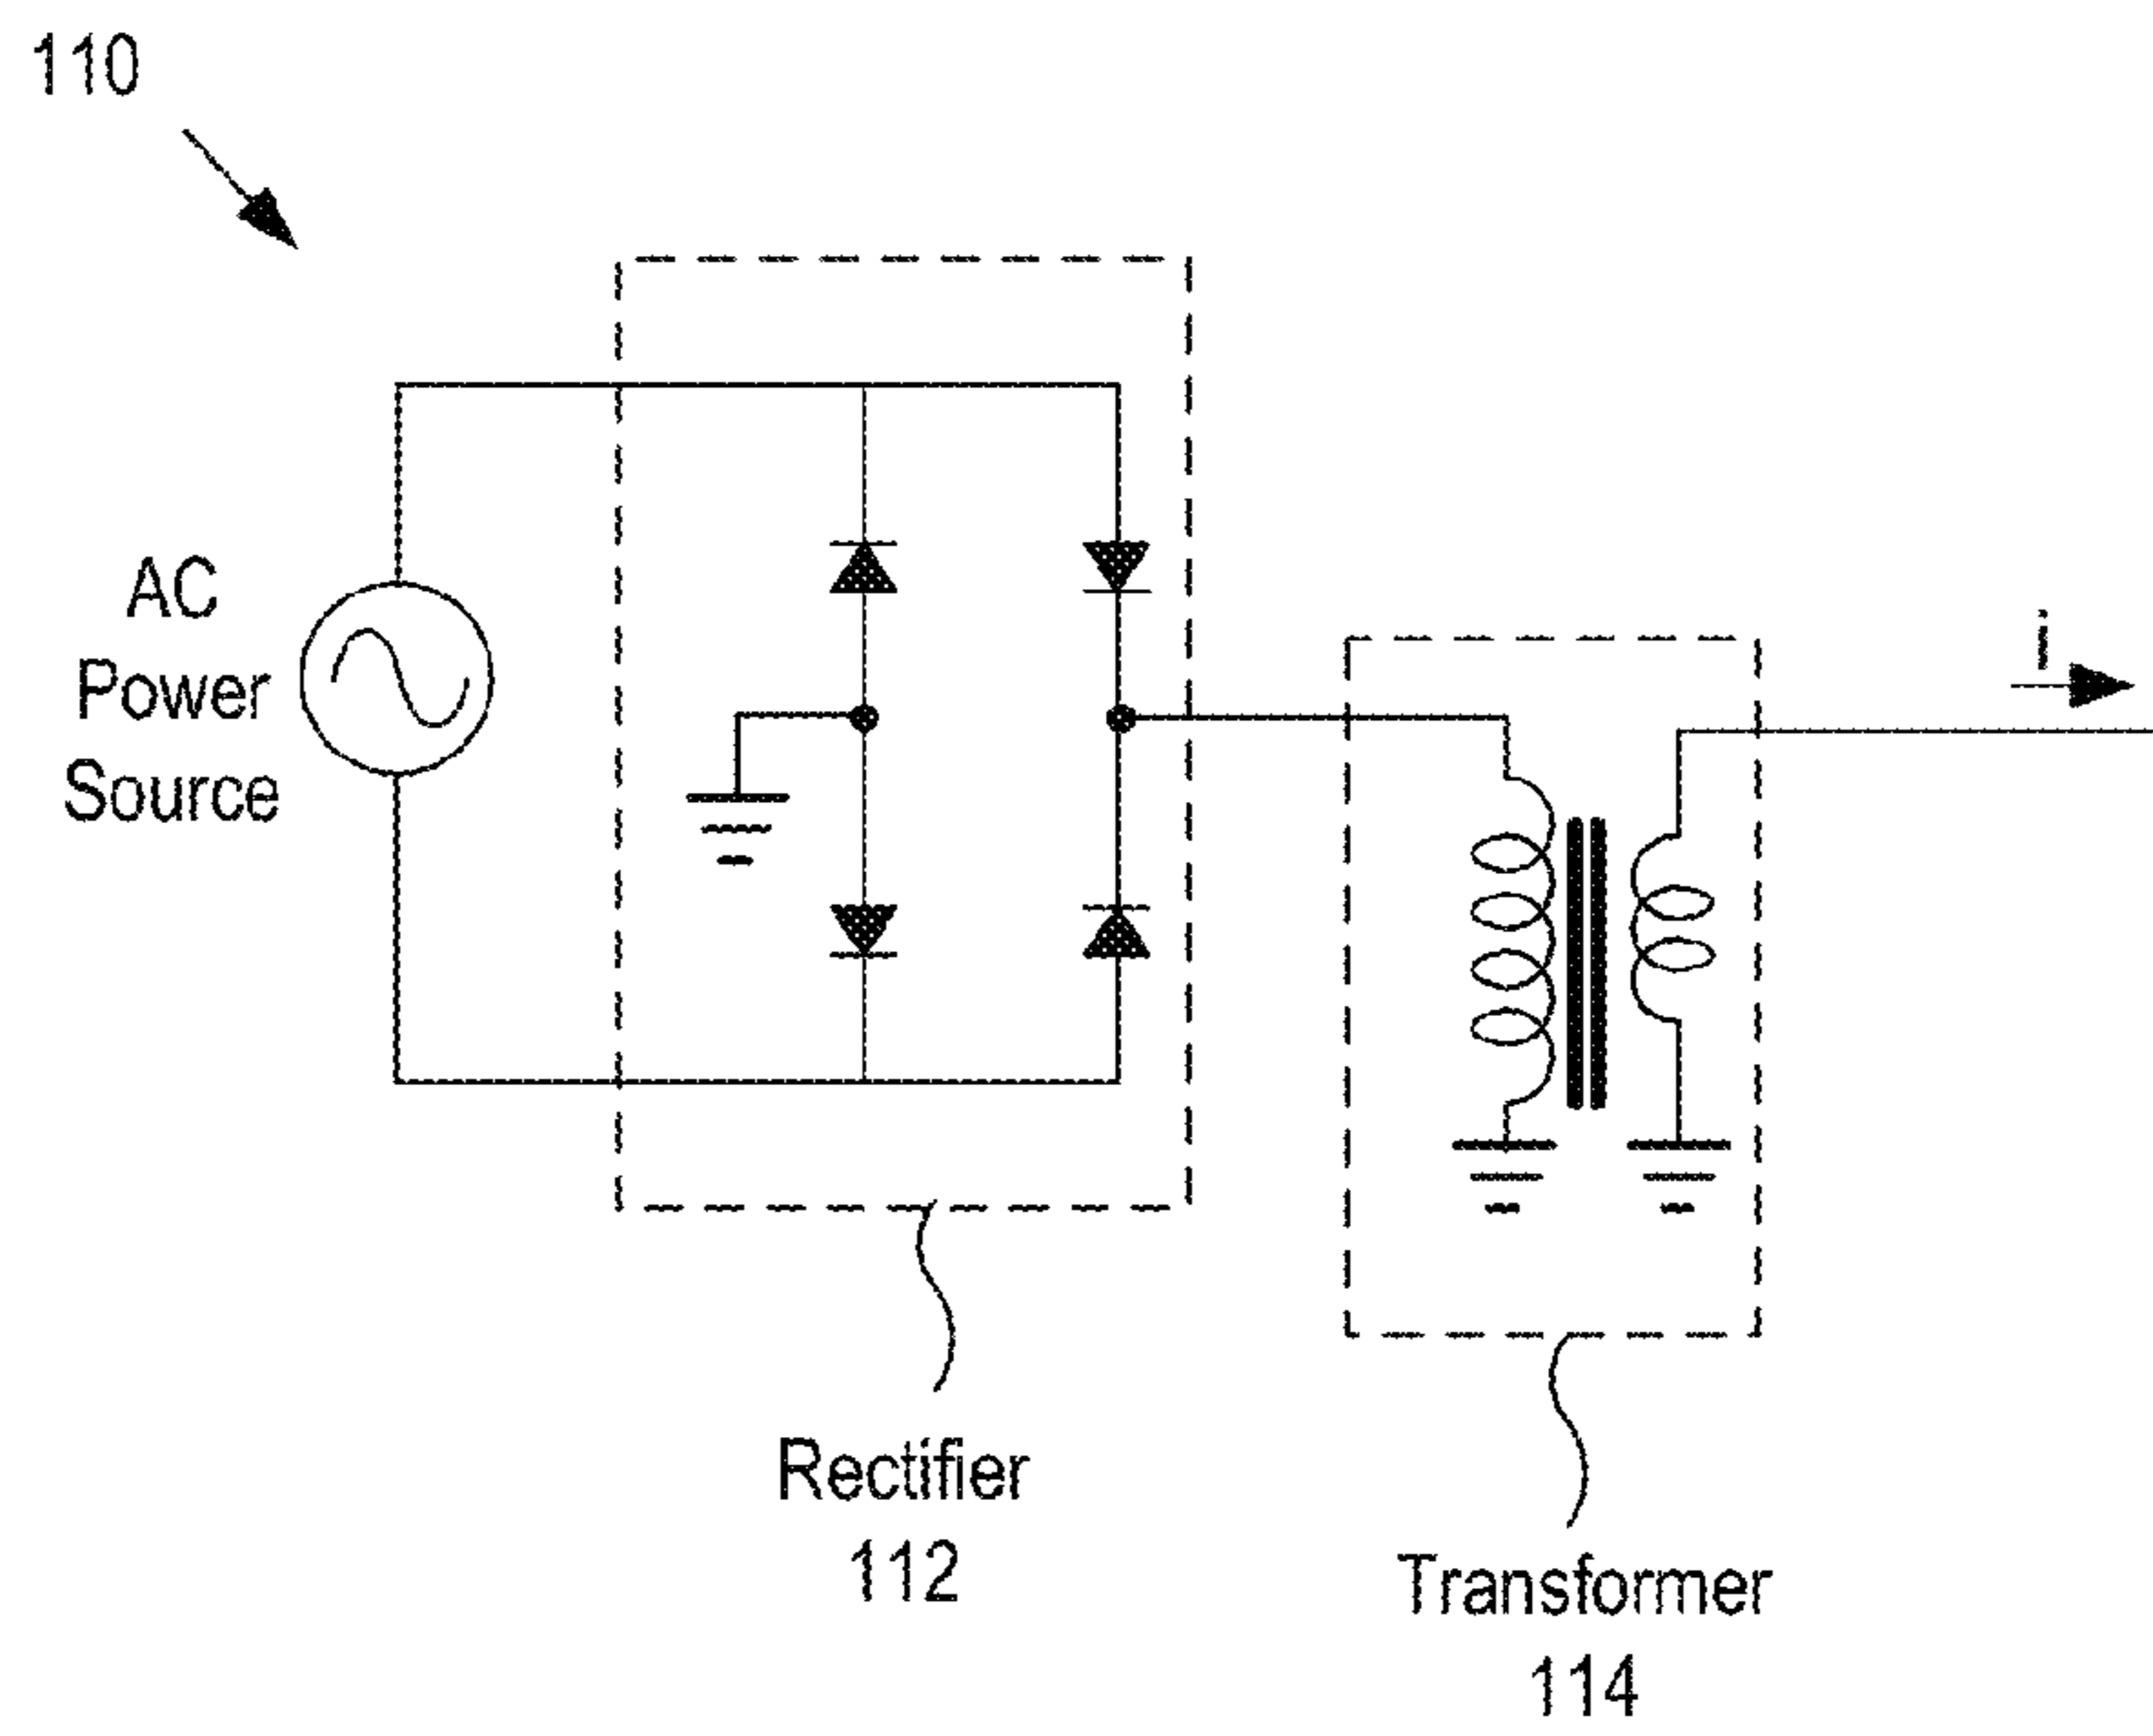 110
AC
Power
Source
i
Rectifier
112
Transformer
114